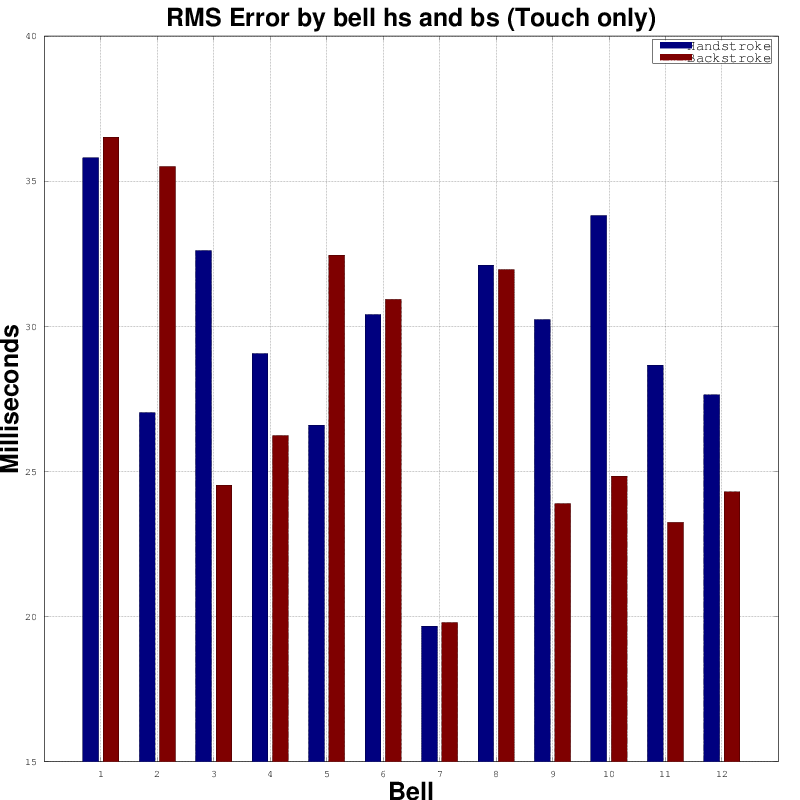 RMS Error by bell hs and bs (Touch only)
Handstroke
Backstroke
Milliseconds
40
35
30
25
20
15
1 2 3 4 5 6 7 8 9 10 11 12
Bell